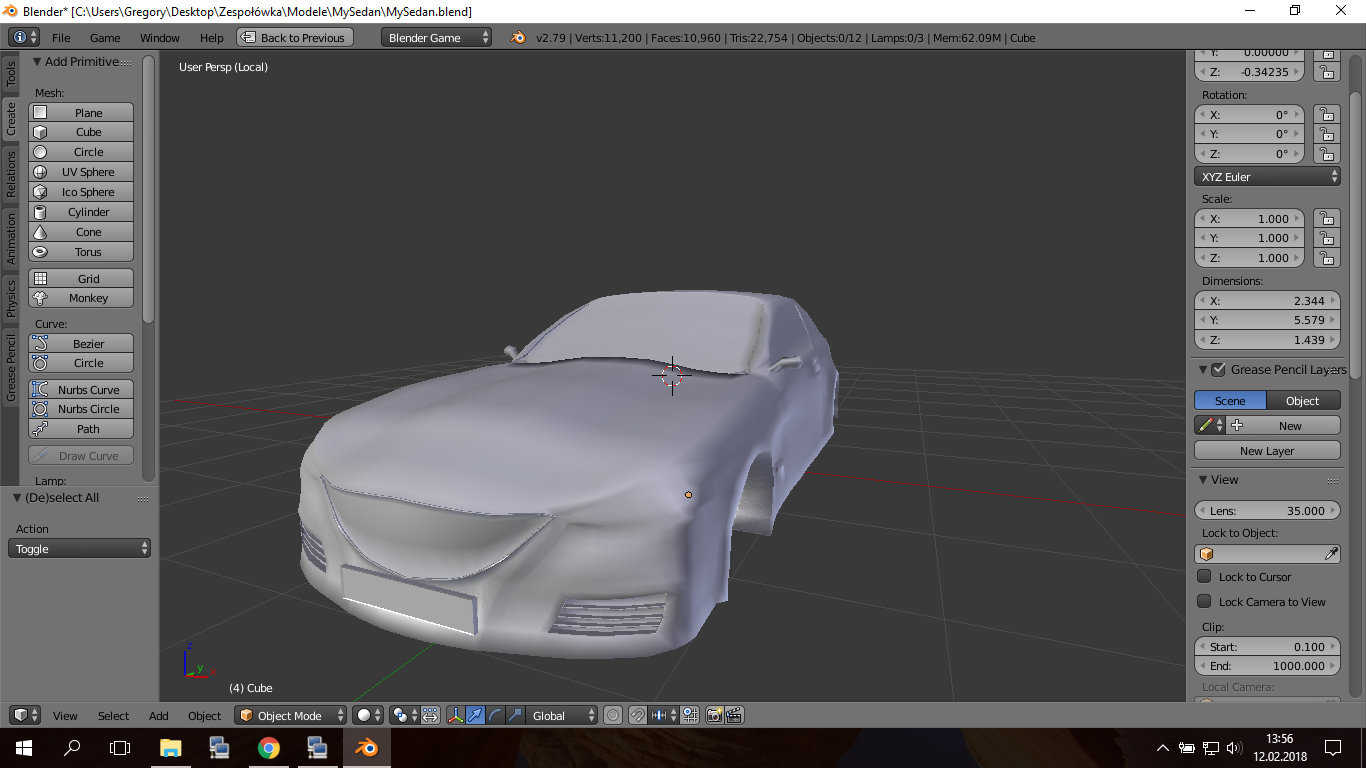 Blender* [C:\Users\Gregory\Desktop\Zespołówka\Modele\MySedan\MySedan.blend]
File Game Window Help Back to Previous Blender Game v2.79 | Verts:11,200 | Faces:10,960 | Tris:22,754 | Objects:0/12 | Lamps:0/3 | Mem:62.09M | Cube
Tools
Create
Relations
Animation
Physics
Grease Pencil
Add Primitive
Mesh:
Plane
Cube
Circle
UV Sphere
Ico Sphere
Cylinder
Cone
Torus
Grid
Monkey
Curve:
Bezier
Circle
Nurbs Curve
Nurbs Circle
Path
Draw Curve
Lamp:
(De)select All
Action
Toggle
User Persp (Local)
z
y
x
(4) Cube
Y: 0.00000
Z: -0.34235
Rotation:
X: 0°
Y: 0°
Z: 0°
XYZ Euler
Scale:
X: 1.000
Y: 1.000
Z: 1.000
Dimensions:
X: 2.344
Y: 5.579
Z: 1.439
Grease Pencil Layers
Scene Object
New
New Layer
View
Lens: 35.000
Lock to Object:
Lock to Cursor
Lock Camera to View
Clip:
Start: 0.100
End: 1000.000
Local Camera:
View Select Add Object Object Mode Global
13:56
12.02.2018